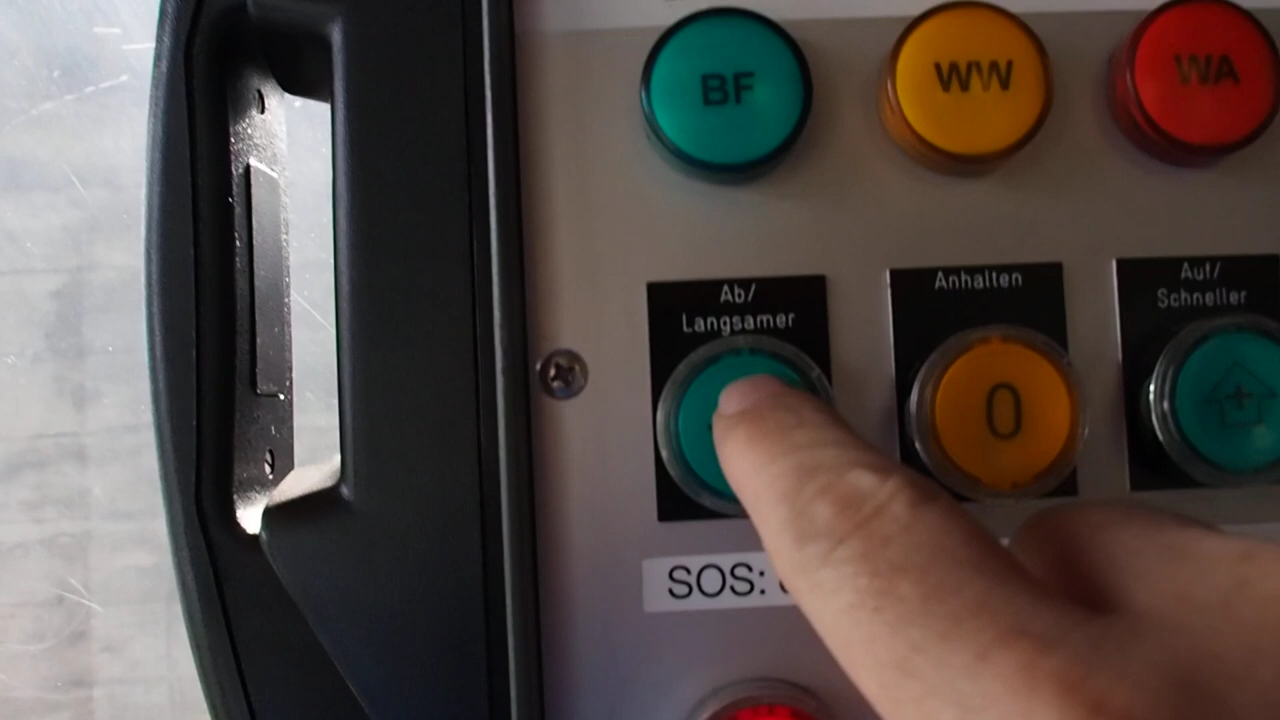 BF
WW
WA
Ab/
Langsamer
Anhalten
Auf/
Schneller
0
+
SOS: